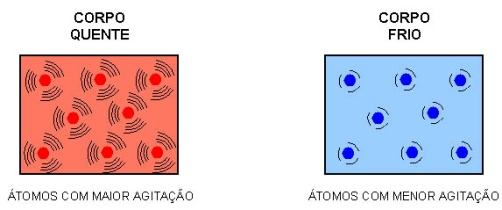 CORPO
QUENTE
CORPO
FRIO
ÁTOMOS COM MAIOR AGITAÇÃO
ÁTOMOS COM MENOR AGITAÇÃO